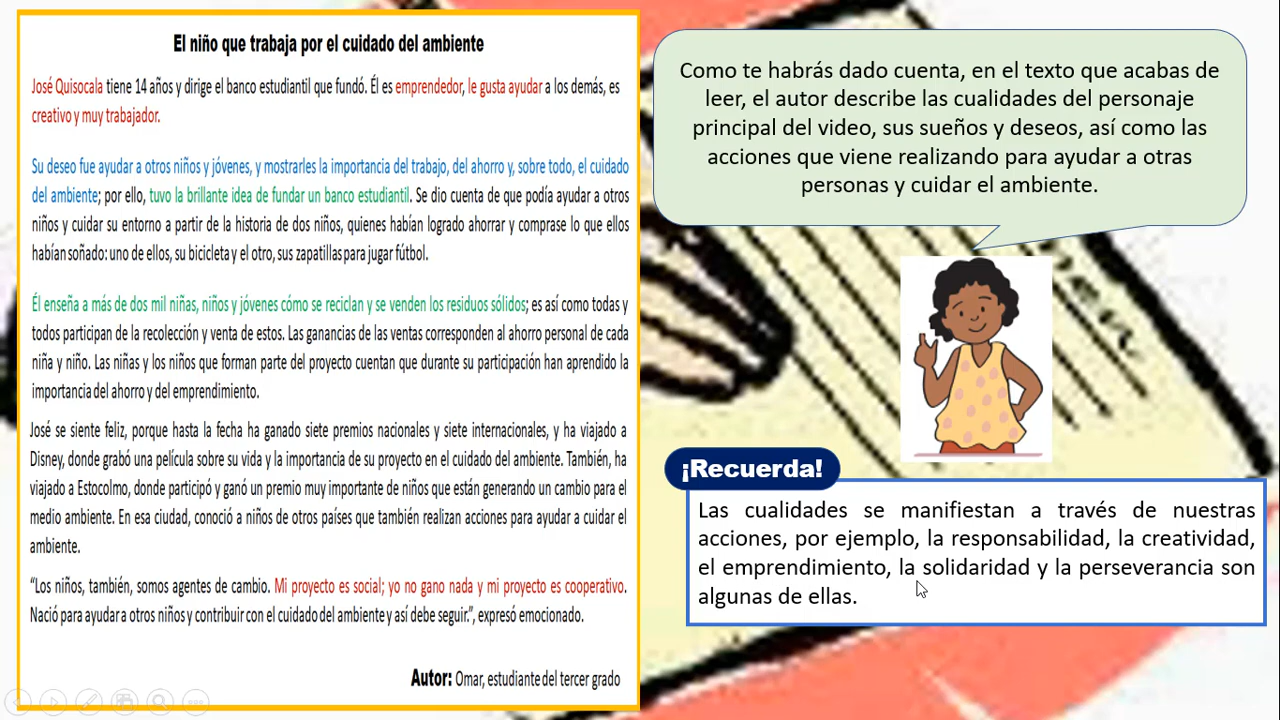 El niño que trabaja por el cuidado del ambiente
José Quisocala tiene 14 años y dirige el banco estudiantil que fundó. Él es emprendedor, le gusta ayudar a los demás, es
creativo y muy trabajador.
Su deseo fue ayudar a otros niños y jóvenes, y mostrarles la importancia del trabajo, del ahorro y, sobre todo, el cuidado
del ambiente; por ello, tuvo la brillante idea de fundar un banco estudiantil. Se dio cuenta de que podía ayudar a otros
niños y cuidar su entorno a partir de la historia de dos niños, quienes habían logrado ahorrar y comprase lo que ellos
habían soñado: uno de ellos, su bicicleta y el otro, sus zapatillas para jugar fútbol.
Él enseña a más de dos mil niñas, niños y jóvenes cómo se reciclan y se venden los residuos sólidos; es así como todas y
todos participan de la recolección y venta de estos. Las ganancias de las ventas corresponden al ahorro personal de cada
niña y niño. Las niñas y los niños que forman parte del proyecto cuentan que durante su participación han aprendido la
importancia del ahorro y del emprendimiento.
José se siente feliz, porque hasta la fecha ha ganado siete premios nacionales y siete internacionales, y ha viajado a
Disney, donde grabó una película sobre su vida y la importancia de su proyecto en el cuidado del ambiente. También, ha
viajado a Estocolmo, donde participó y ganó un premio muy importante de niños que están generando un cambio para el
medio ambiente. En esa ciudad, conoció a niños de otros países que también realizan acciones para ayudar a cuidar el
ambiente.
“Los niños, también, somos agentes de cambio. Mi proyecto es social; yo no gano nada y mi proyecto es cooperativo.
Nació para ayudar a otros niños y contribuir con el cuidado del ambiente y así debe seguir.”, expresó emocionado.
Autor: Omar, estudiante del tercer grado
Como te habrás dado cuenta, en el texto que acabas de
leer, el autor describe las cualidades del personaje
principal del video, sus sueños y deseos, así como las
acciones que viene realizando para ayudar a otras
personas y cuidar el ambiente.
¡Recuerda!
Las cualidades se manifiestan a través de nuestras
acciones, por ejemplo, la responsabilidad, la creatividad,
el emprendimiento, la solidaridad y la perseverancia son
algunas de ellas.